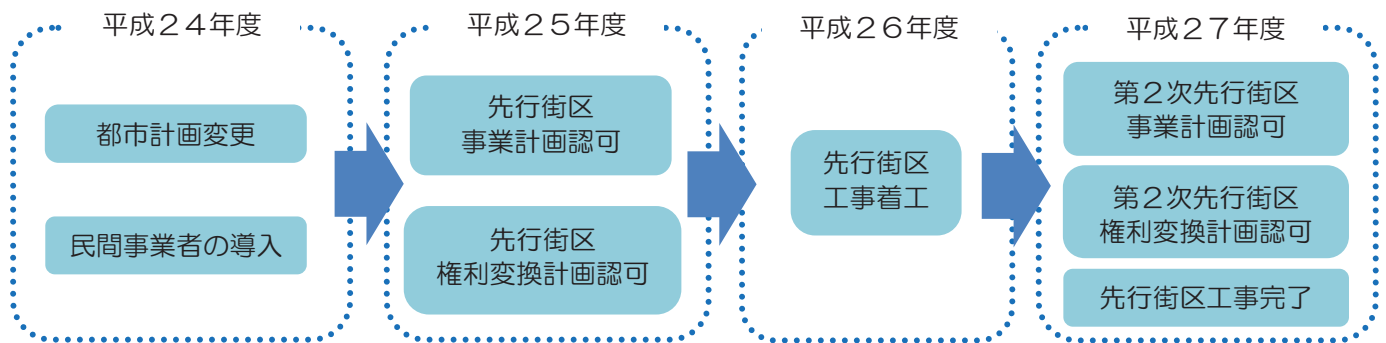 平成２４年度
都市計画変更
民間事業者の導入
平成２５年度
先行街区
事業計画認可
先行街区
権利変換計画認可
平成２６年度
先行街区
工事着工
平成２７年度
第２次先行街区
事業計画認可
第２次先行街区
権利変換計画認可
先行街区工事完了